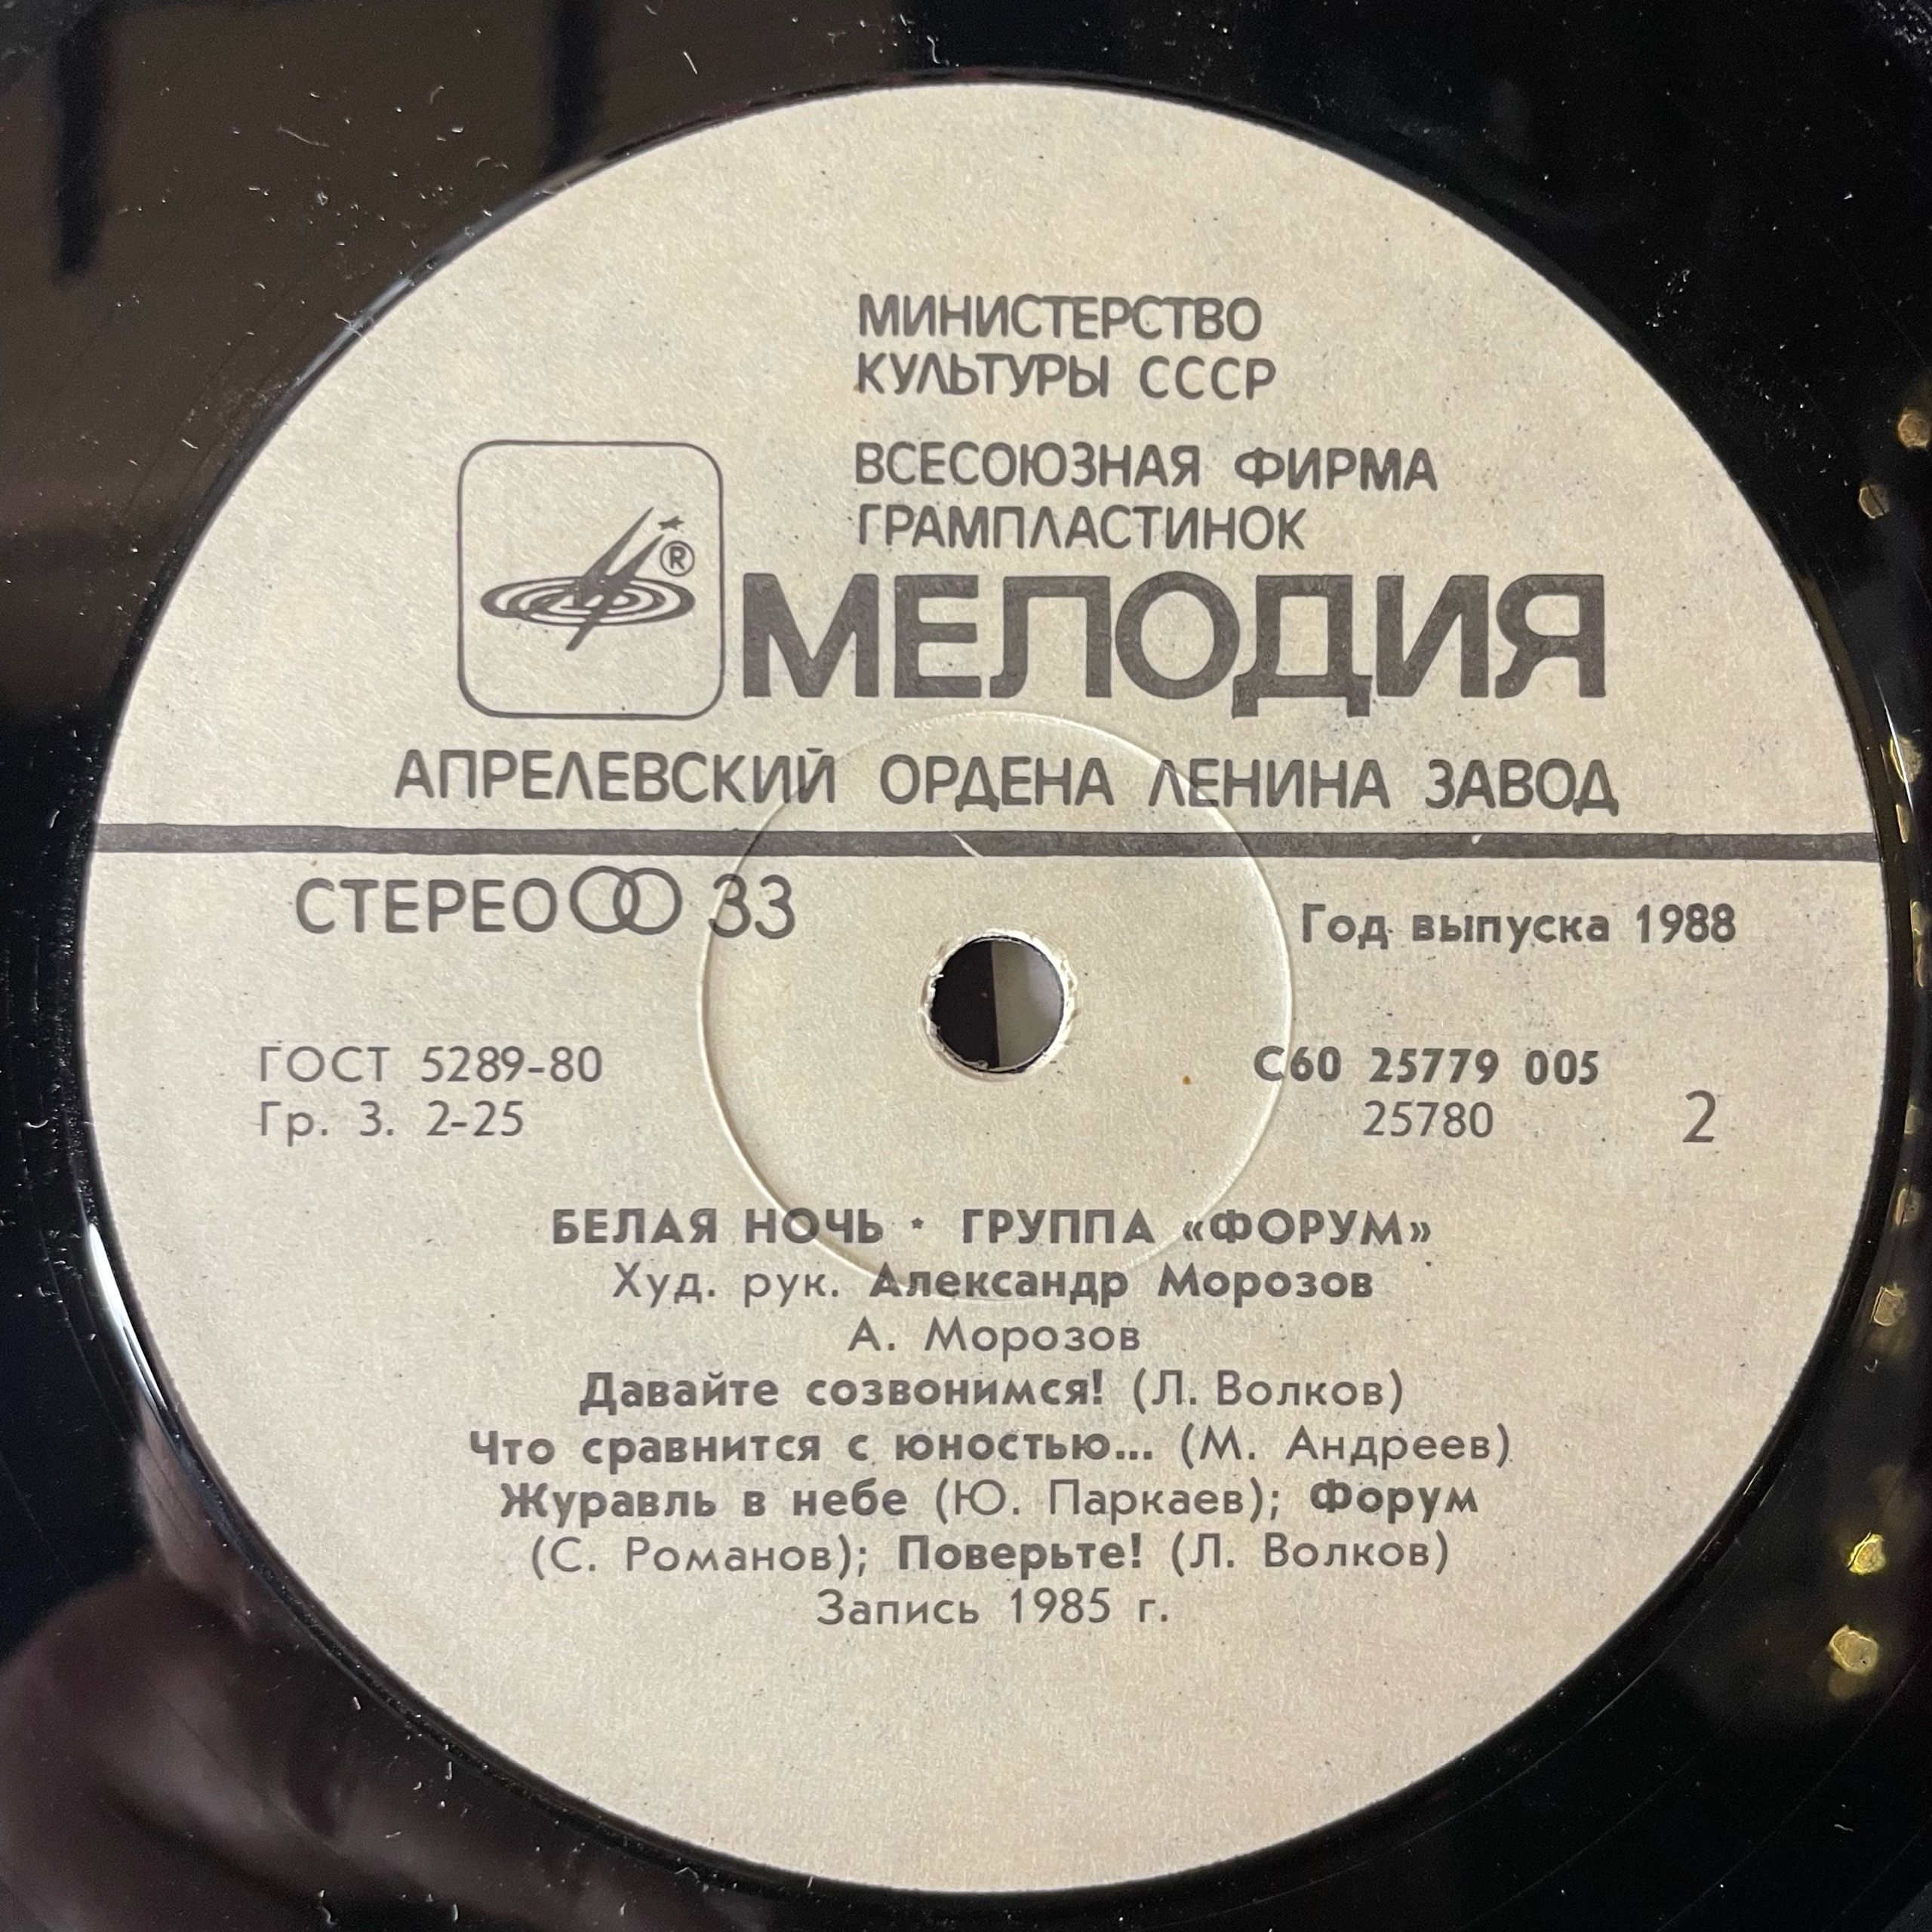 МИНИСТЕРСТВО
КУЛЬТУРЫ СССР
ВСЕСОЮЗНАЯ ФИРМА
ГРАМПЛАСТИНОК
®
МЕЛОДИЯ
АПРЕЛЕВСКИЙ ОРДЕНА ЛЕНИНА ЗАВОД
СТЕРЕО 33
Год выпуска 1988
ГОСТ 5289-80
Гр. 3. 2-25
С60 25779 005
25780
2
БЕЛАЯ НОЧЬ • ГРУППА «ФОРУМ»
Худ. рук. Александр Морозов
А. Морозов
Давайте созвонимся! (Л. Волков)
Что сравнится с юностью... (М. Андреев)
Журавль в небе (Ю. Паркаев); Форум
(С. Романов); Поверьте! (Л. Волков)
Запись 1985 г.